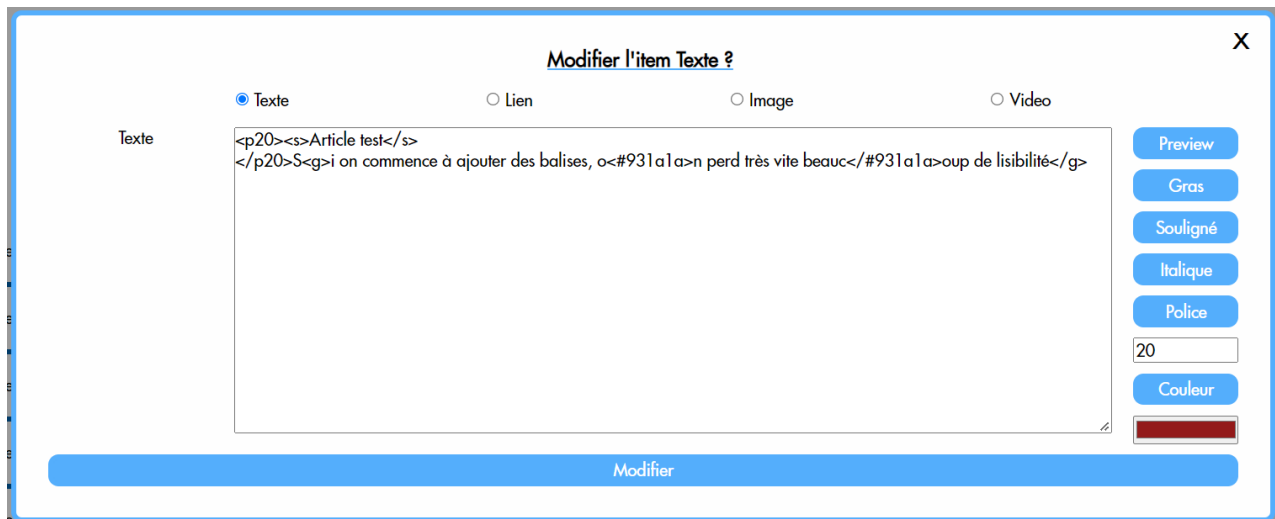 X
Modifier l'item Texte ?
Texte
Lien
Image
Video
Texte
<p20><s>Article test</s>
</p20>S<g>i on commence à ajouter des balises, o<#931a1a>n perd très vite beauc</#931a1a>oup de lisibilité</g>
Preview
Gras
Souligné
Italique
Police
20
Couleur
Modifier